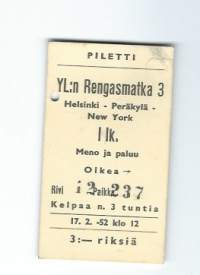 PILETTI
YL:n Rengasmatka 3
Helsinki - Peräkylä -
New York
I lk.
Meno ja paluu
Oikea →
Rivi i 2 Paikka 237
Kelpaa n. 3 tuntia
17. 2. -52 klo 12
3:— riksiä